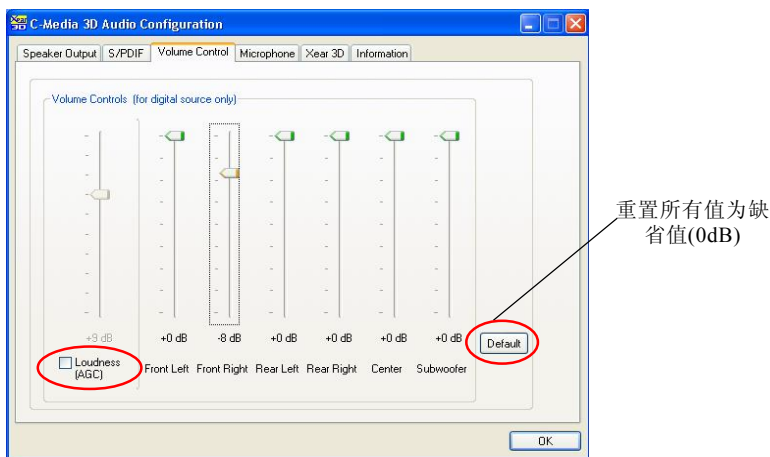 Xear 3D
C-Media 3D Audio Configuration
Speaker Output S/PDIF Volume Control Microphone Xear 3D Information
Volume Controls (for digital source only)
+9 dB +0 dB -8 dB +0 dB +0 dB +0 dB +0 dB
Default
Loudness
(AGC)
Front Left Front Right Rear Left Rear Right Center Subwoofer
OK
重置所有值为缺
省值(0dB)